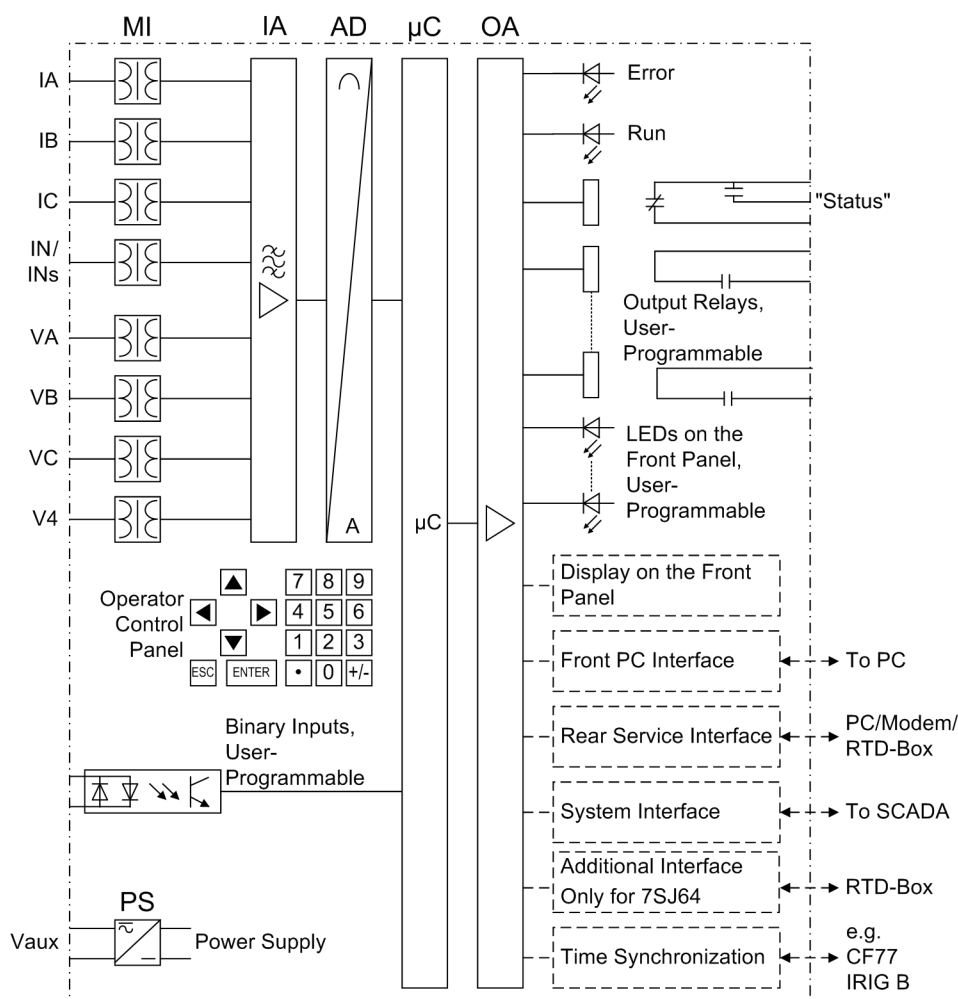 MI IA AD µC OA
IA
IB
IC
IN/
INs
VA
VB
VC
V4
A
µC
Error
Run
"Status"
Output Relays,
User-
Programmable
LEDs on the
Front Panel,
User-
Programmable
Operator
Control
Panel
7 8 9
4 5 6
1 2 3
ESC ENTER • 0 +/-
Display on the Front
Panel
Front PC Interface
To PC
Binary Inputs,
User-
Programmable
Rear Service Interface
PC/Modem/
RTD-Box
System Interface
To SCADA
Additional Interface
Only for 7SJ64
RTD-Box
PS
Vaux
Power Supply
Time Synchronization
e.g.
CF77
IRIG B